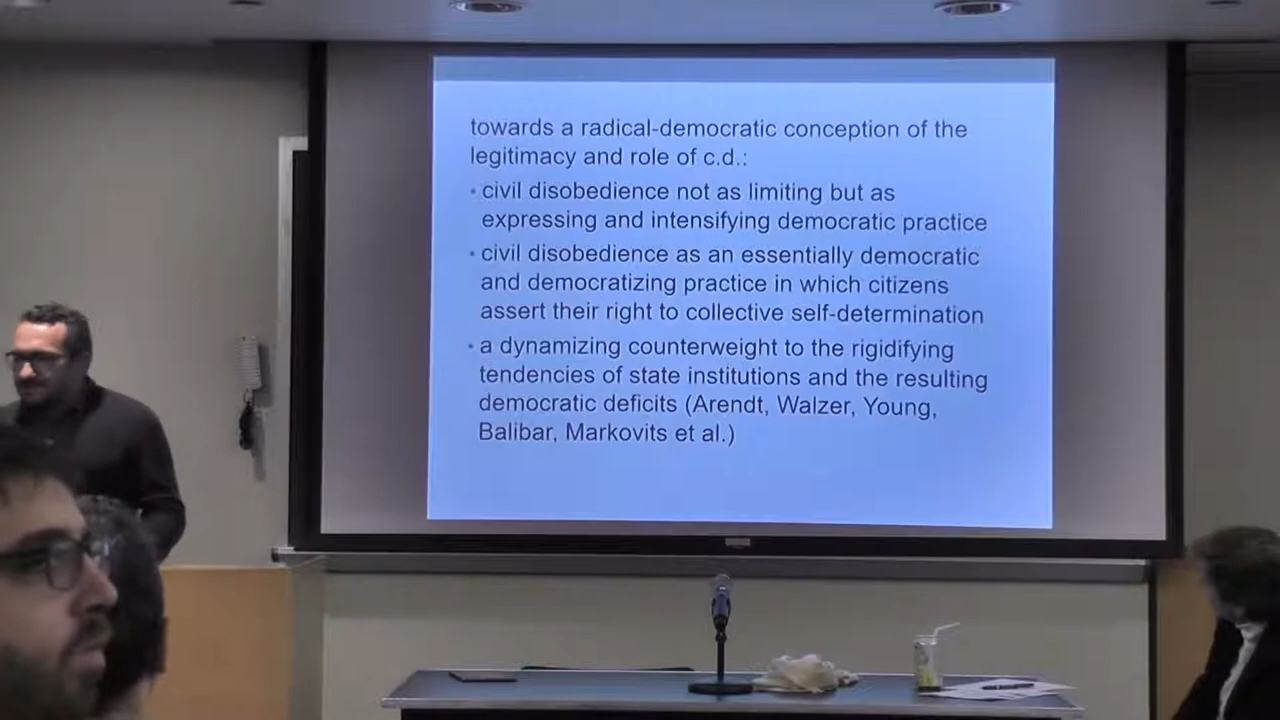 towards a radical-democratic conception of the
legitimacy and role of c.d.:
• civil disobedience not as limiting but as
expressing and intensifying democratic practice
• civil disobedience as an essentially democratic
and democratizing practice in which citizens
assert their right to collective self-determination
• a dynamizing counterweight to the rigidifying
tendencies of state institutions and the resulting
democratic deficits (Arendt, Walzer, Young,
Balibar, Markovits et al.)